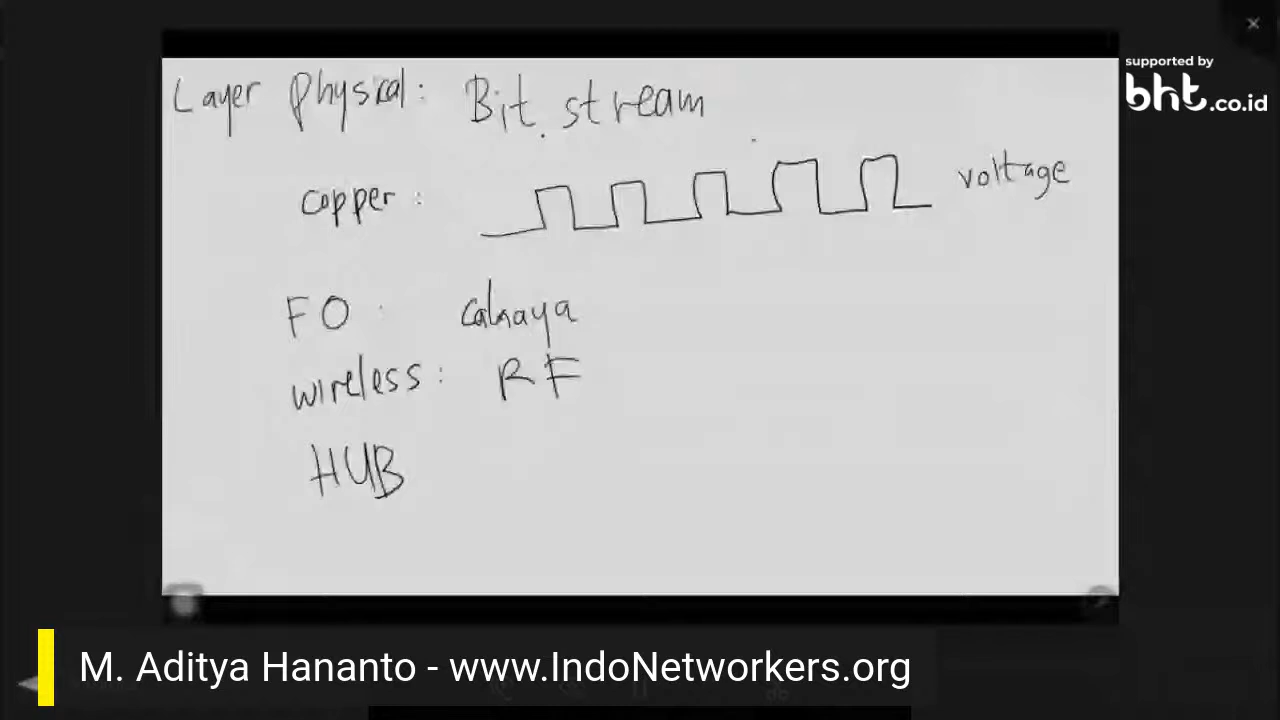 supported by
bht.co.id
Layer Physical: Bit stream
copper: voltage
FO: cahaya
wireless: RF
HUB
M. Aditya Hananto - www.IndoNetworkers.org